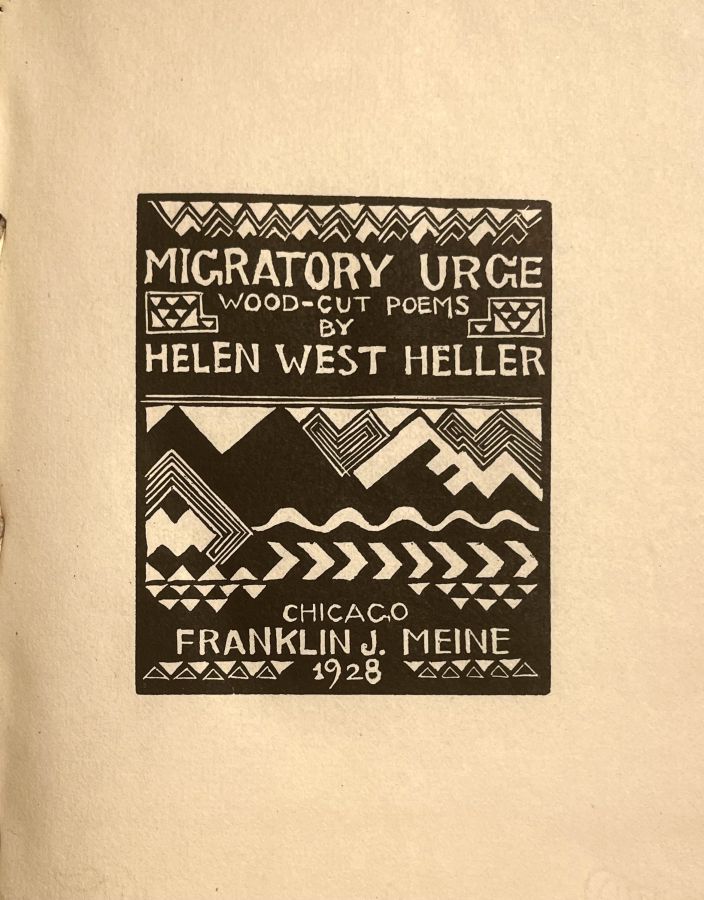 MIGRATORY URGE
WOOD-CUT POEMS
BY
HELEN WEST HELLER
CHICAGO
FRANKLIN J. MEINE
1928